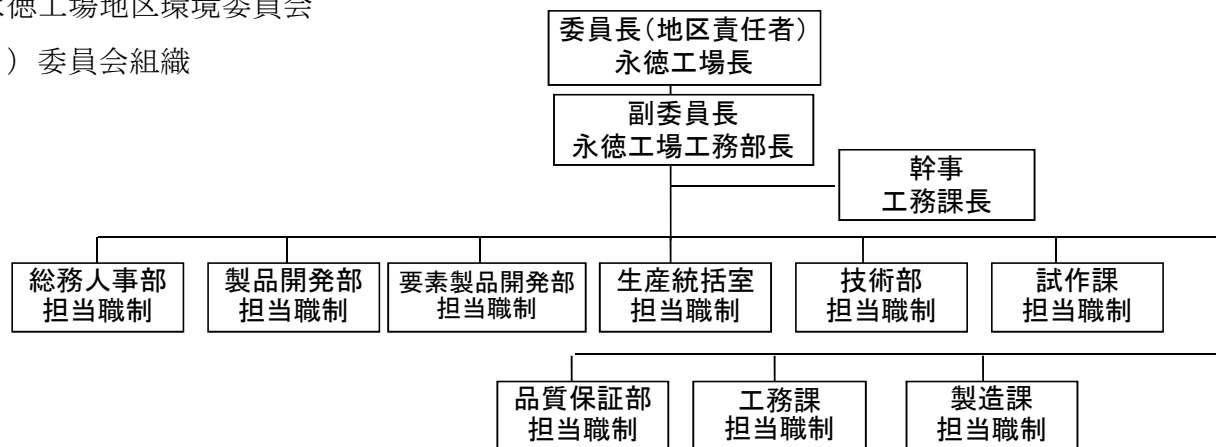 徳工場地区環境委員会
）委員会組織
委員長（地区責任者）
永徳工場長
副委員長
永徳工場工務部長
幹事
工務課長
総務人事部
担当職制
製品開発部
担当職制
要素製品開発部
担当職制
生産統括室
担当職制
技術部
担当職制
試作課
担当職制
品質保証部
担当職制
工務課
担当職制
製造課
担当職制